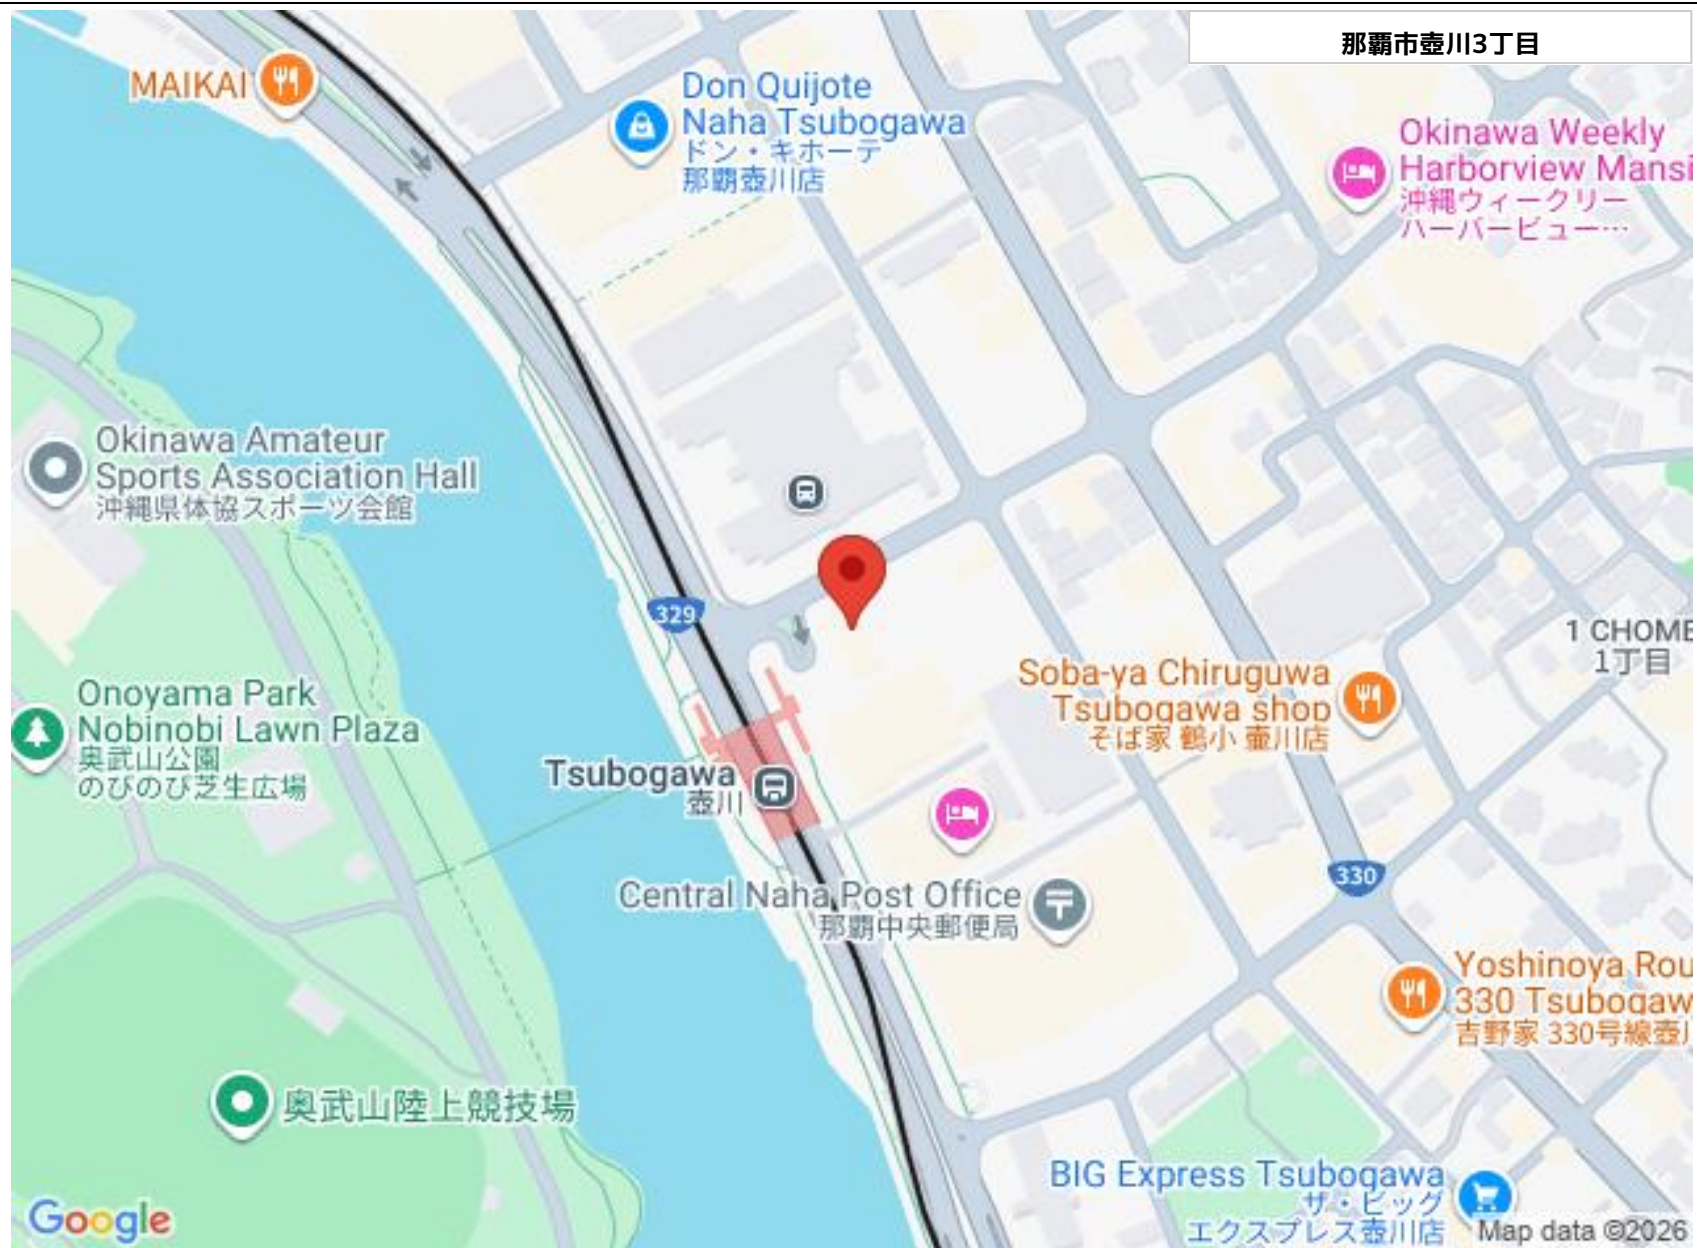 那覇市壺川3丁目
MAIKAI
Don Quijote
Naha Tsubogawa
ドン・キホーテ
那覇壺川店
Okinawa Weekly
Harborview Mansi
沖縄ウィークリー
ハーバービュー…
Okinawa Amateur
Sports Association Hall
沖縄県体協スポーツ会館
329
1 CHOME
1丁目
Soba-ya Chiruguwa
Tsubogawa shop
そば家 鶴小 壷川店
Onoyama Park
Nobinobi Lawn Plaza
奥武山公園
のびのび芝生広場
Tsubogawa
壺川
330
Central Naha Post Office
那覇中央郵便局
Yoshinoya Rou
330 Tsubogaw
吉野家 330号線壺川
奥武山陸上競技場
BIG Express Tsubogawa
ザ・ビッグ
エクスプレス壺川店
Google
Map data ©2026